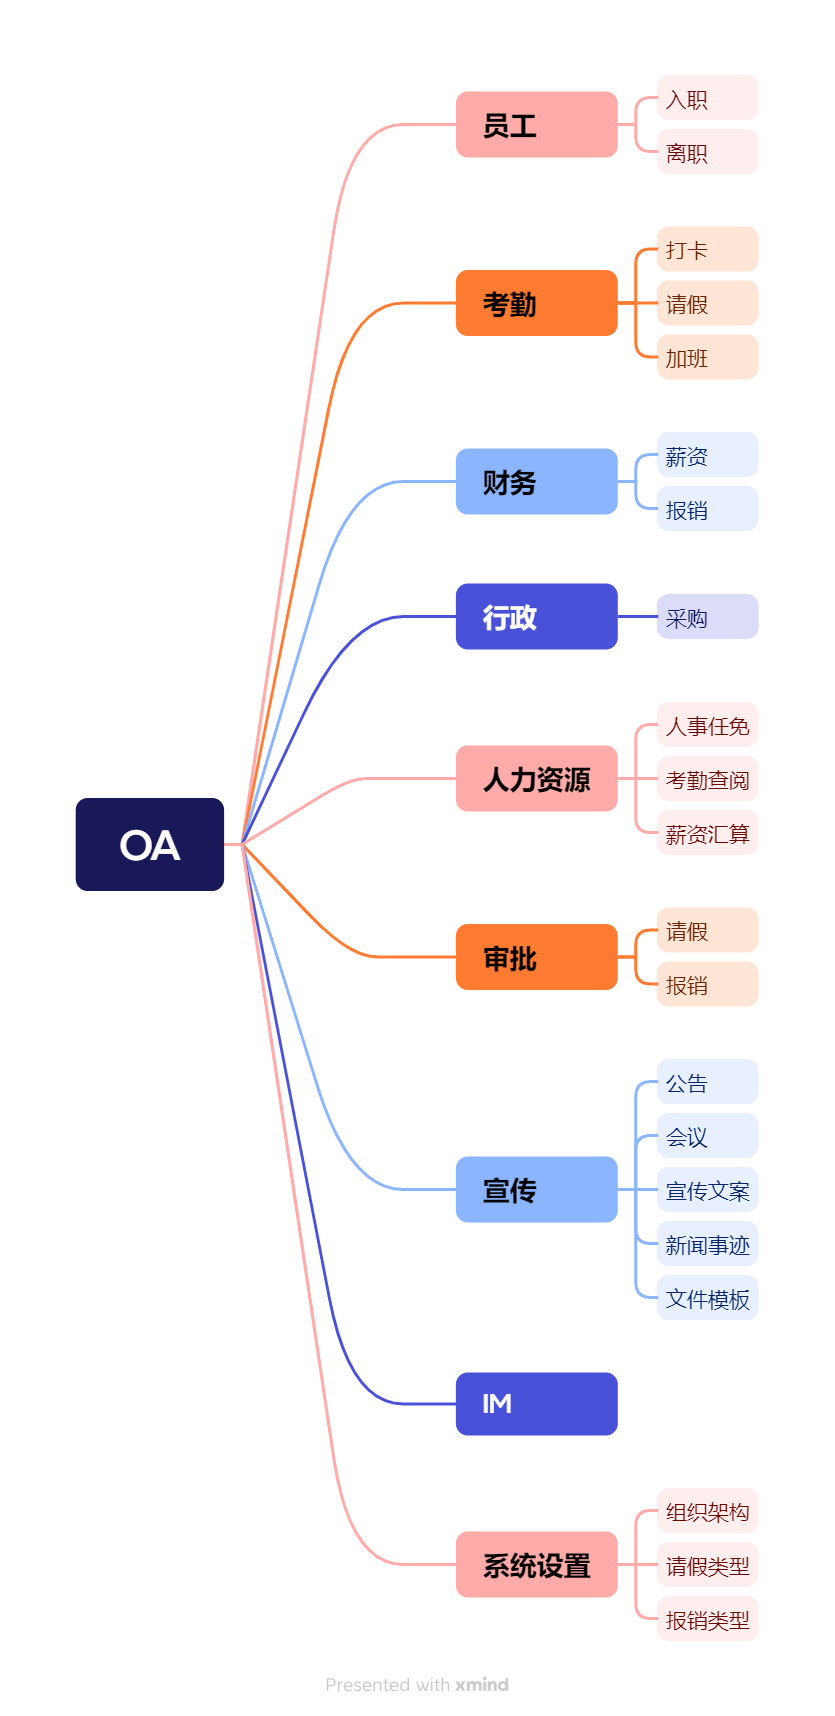 OA
员工
入职
离职
考勤
打卡
请假
加班
财务
薪资
报销
行政
采购
人力资源
人事任免
考勤查阅
薪资汇算
审批
请假
报销
宣传
公告
会议
宣传文案
新闻事迹
文件模板
IM
系统设置
组织架构
请假类型
报销类型
Presented with xmind